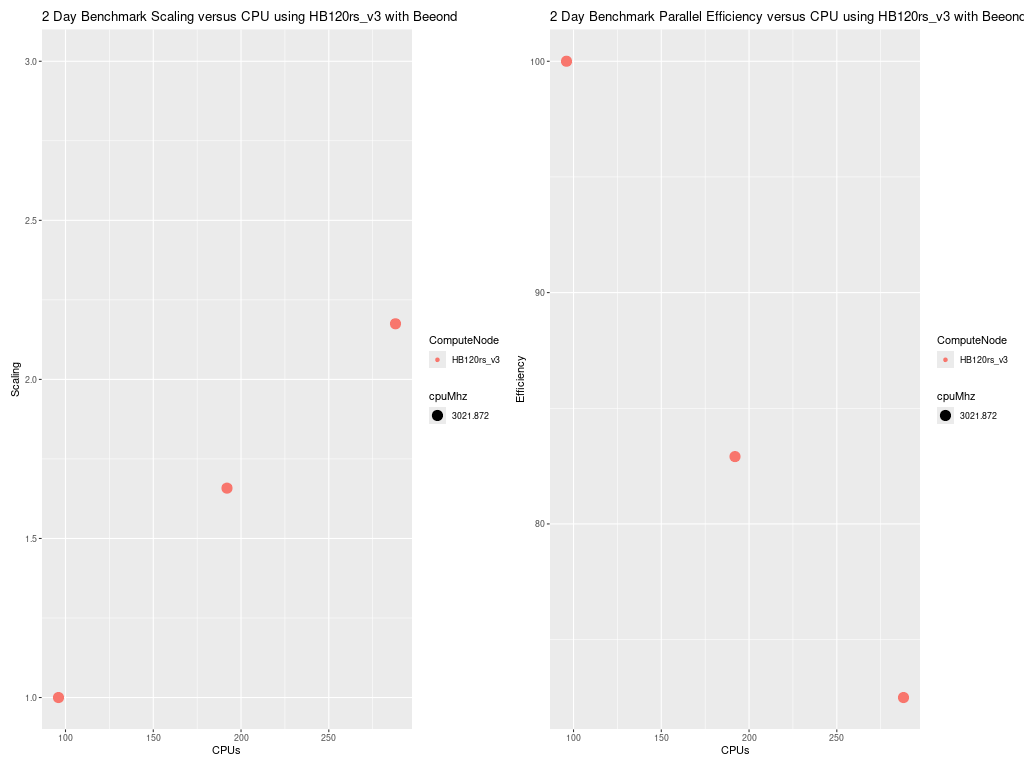 2 Day Benchmark Scaling versus CPU using HB120rs_v3 with Beeond
3.0
2.5
2.0
1.5
1.0
Scaling
100 150 200 250
CPUs
ComputeNode
HB120rs_v3
cpuMhz
3021.872
2 Day Benchmark Parallel Efficiency versus CPU using HB120rs_v3 with Beeond
100
90
80
Efficiency
100 150 200 250
CPUs
ComputeNode
HB120rs_v3
cpuMhz
3021.872